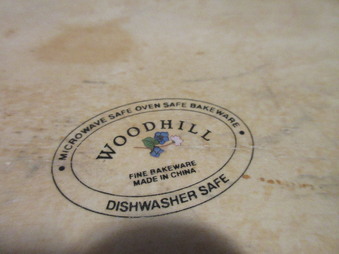 • MICROWAVE SAFE OVEN SAFE BAKEWARE •
WOODHILL
FINE BAKEWARE
MADE IN CHINA
DISHWASHER SAFE